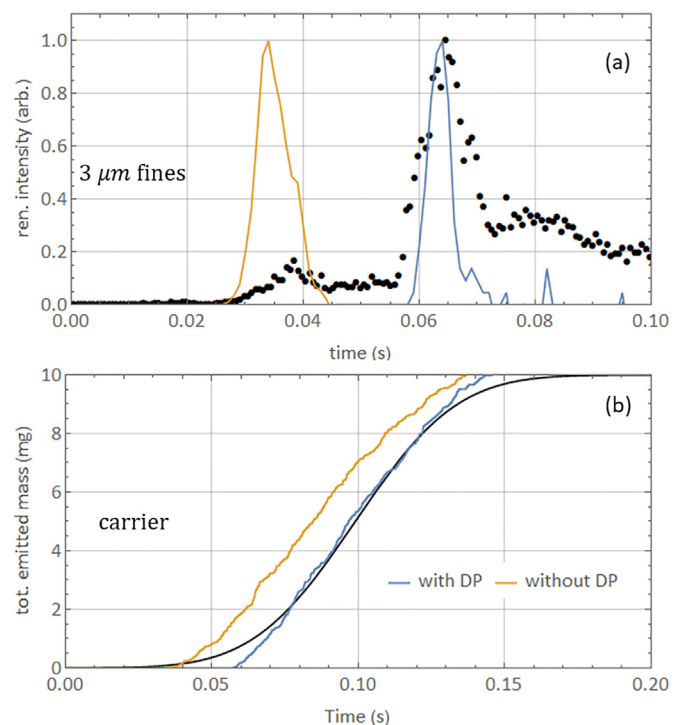 (a)
ren. intensity (arb.)
1.0
0.8
0.6
0.4
0.2
0.0
3 μm fines
0.00 0.02 0.04 0.06 0.08 0.10
time (s)
(b)
tot. emitted mass (mg)
10
8
6
4
2
0
carrier
with DP without DP
0.00 0.05 0.10 0.15 0.20
Time (s)